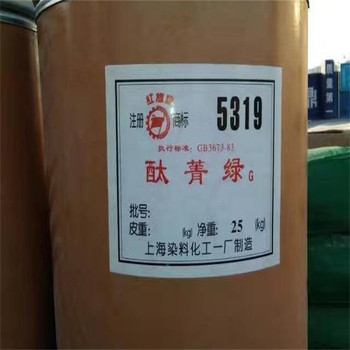 红旗牌
注册 商标 5319
执行标准：GB3673-83
酞菁绿 G
批号：
皮重： (kg) 净重： 25 (kg)
上海染料化工一厂制造